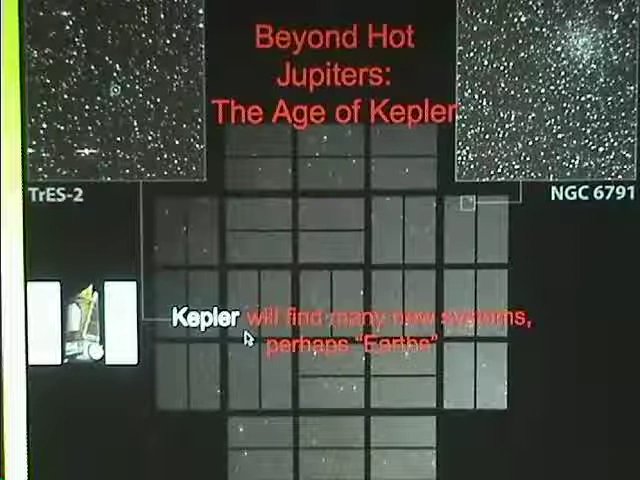 Beyond Hot
Jupiters:
The Age of Kepler
TrES-2
NGC 6791
Kepler will find many new systems,
perhaps "Earths"